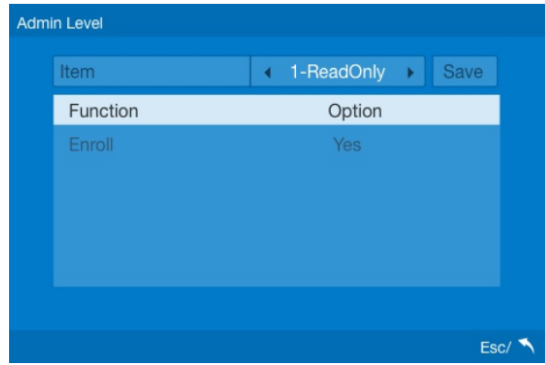 Admin Level
Item 1-ReadOnly Save
Function Option
Enroll Yes
Esc/